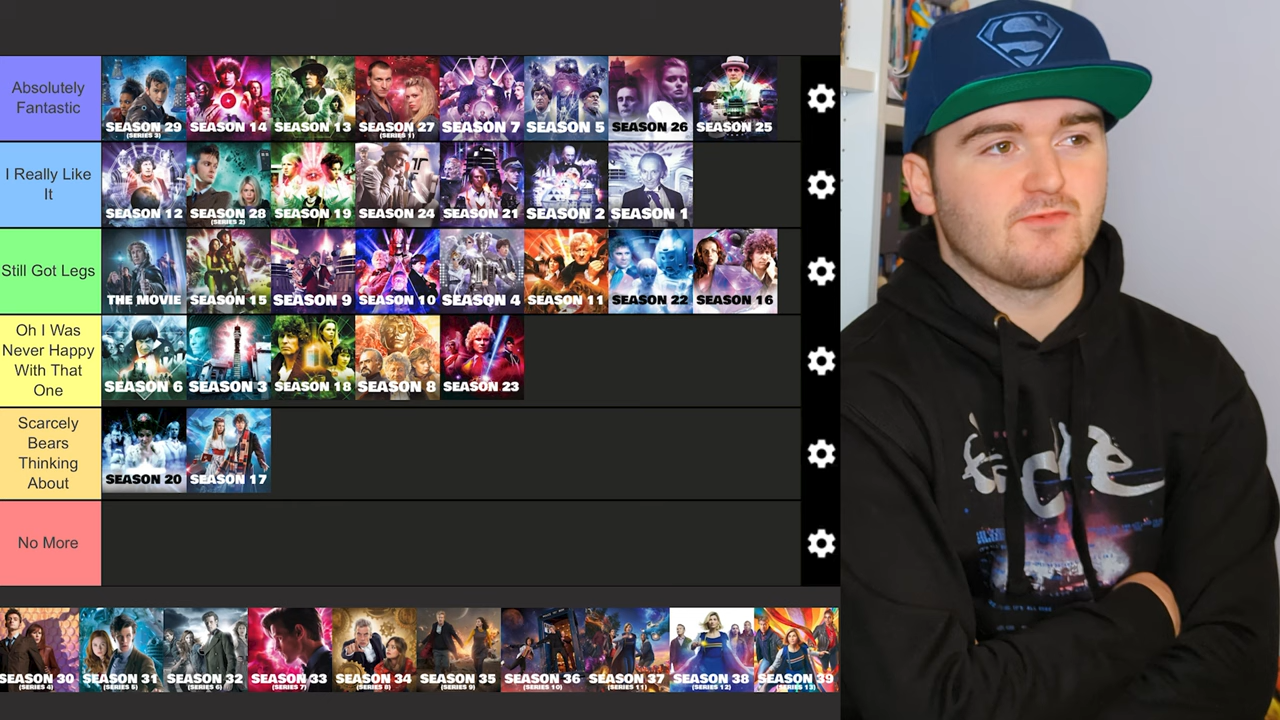 Absolutely
Fantastic
SEASON 29
(SERIES 3)
SEASON 14
SEASON 13
SEASON 27
(SERIES 1)
SEASON 7
SEASON 5
SEASON 26
SEASON 25
I Really Like
It
SEASON 12
SEASON 28
(SERIES 2)
SEASON 19
SEASON 24
SEASON 21
SEASON 2
SEASON 1
Still Got Legs
THE MOVIE
SEASON 15
SEASON 9
SEASON 10
SEASON 4
SEASON 11
SEASON 22
SEASON 16
Oh I Was
Never Happy
With That
One
SEASON 6
SEASON 3
SEASON 18
SEASON 8
SEASON 23
Scarcely
Bears
Thinking
About
SEASON 20
SEASON 17
No More
SEASON 30
(SERIES 4)
SEASON 31
(SERIES 5)
SEASON 32
(SERIES 6)
SEASON 33
(SERIES 7)
SEASON 34
(SERIES 8)
SEASON 35
(SERIES 9)
SEASON 36
(SERIES 10)
SEASON 37
(SERIES 11)
SEASON 38
(SERIES 12)
SEASON 39
(SERIES 13)